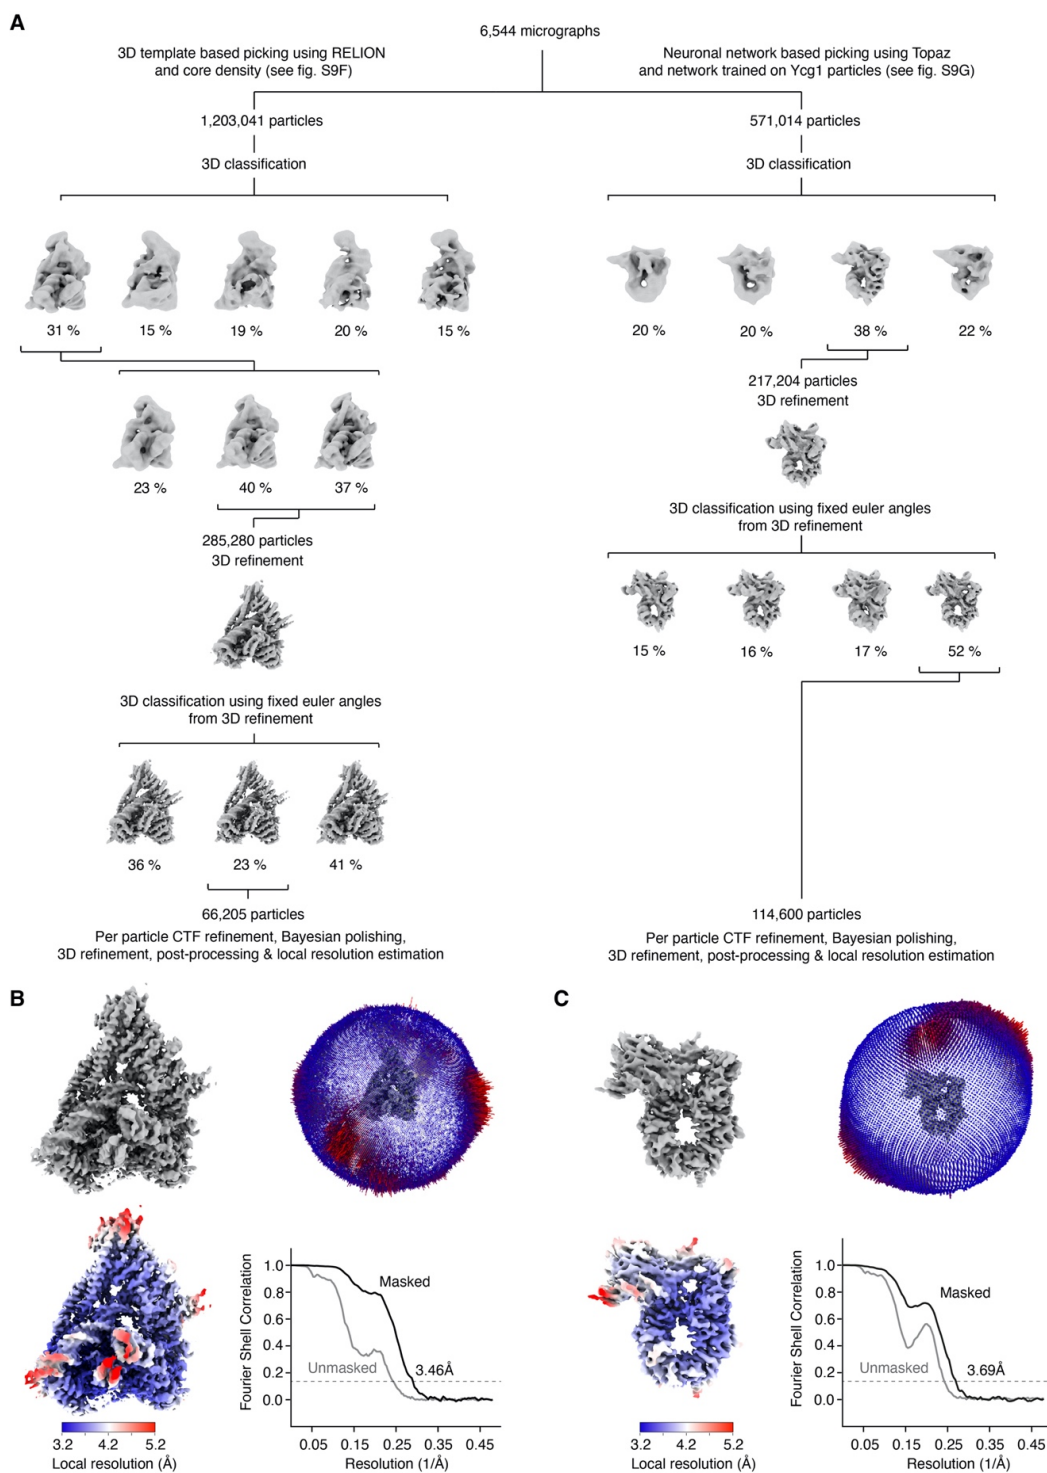 A
6,544 micrographs
3D template based picking using RELION
and core density (see fig. S9F)
Neuronal network based picking using Topaz
and network trained on Ycg1 particles (see fig. S9G)
1,203,041 particles
571,014 particles
3D classification
3D classification
31 %
15 %
19 %
20 %
15 %
20 %
20 %
38 %
22 %
217,204 particles
3D refinement
23 %
40 %
37 %
3D classification using fixed euler angles
from 3D refinement
285,280 particles
3D refinement
15 %
16 %
17 %
52 %
3D classification using fixed euler angles
from 3D refinement
36 %
23 %
41 %
66,205 particles
Per particle CTF refinement, Bayesian polishing,
3D refinement, post-processing & local resolution estimation
114,600 particles
Per particle CTF refinement, Bayesian polishing,
3D refinement, post-processing & local resolution estimation
B
3.2
4.2
5.2
Local resolution (Å)
Fourier Shell Correlation
1.0
0.8
0.6
0.4
0.2
0.0
Masked
Unmasked
3.46Å
0.05
0.15
0.25
0.35
0.45
Resolution (1/Å)
C
3.2
4.2
5.2
Local resolution (Å)
Fourier Shell Correlation
1.0
0.8
0.6
0.4
0.2
0.0
Masked
Unmasked
3.69Å
0.05
0.15
0.25
0.35
0.45
Resolution (1/Å)